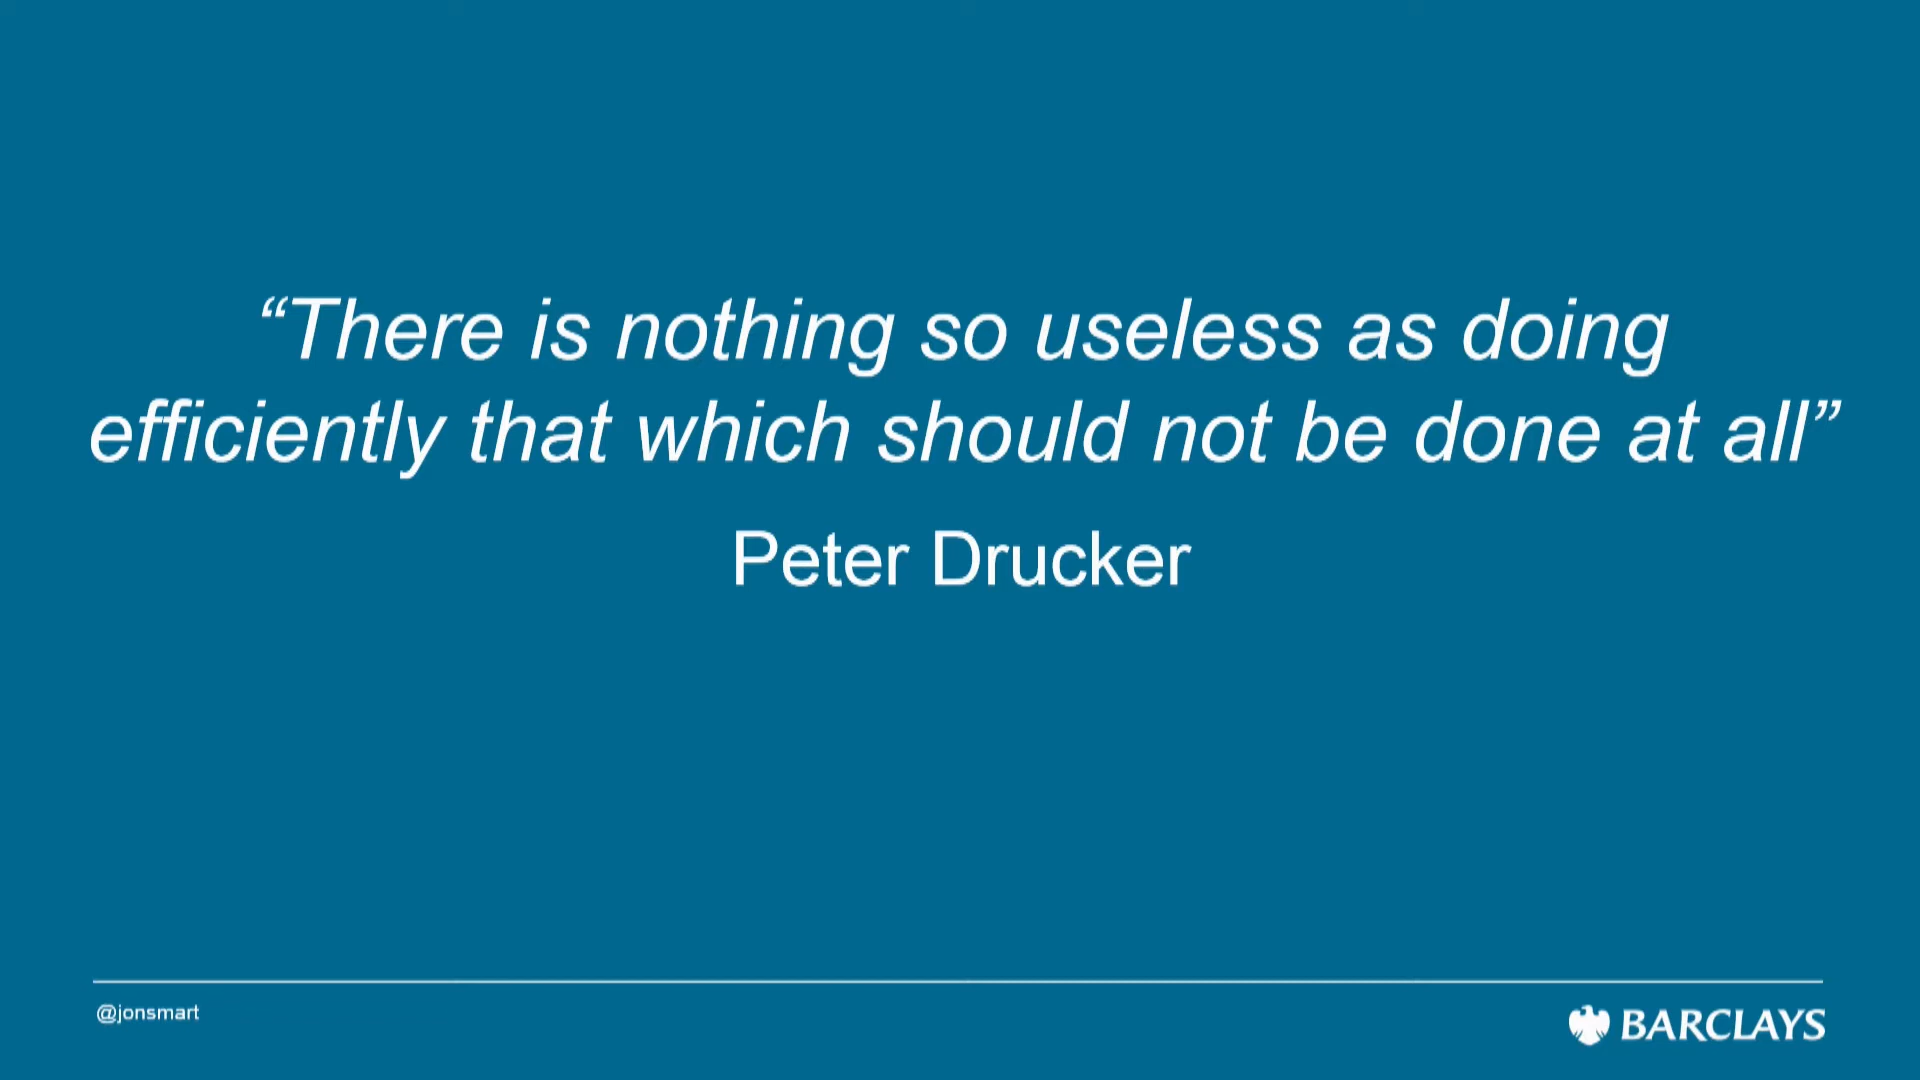 “There is nothing so useless as doing
efficiently that which should not be done at all”
Peter Drucker
@jonsmart
BARCLAYS